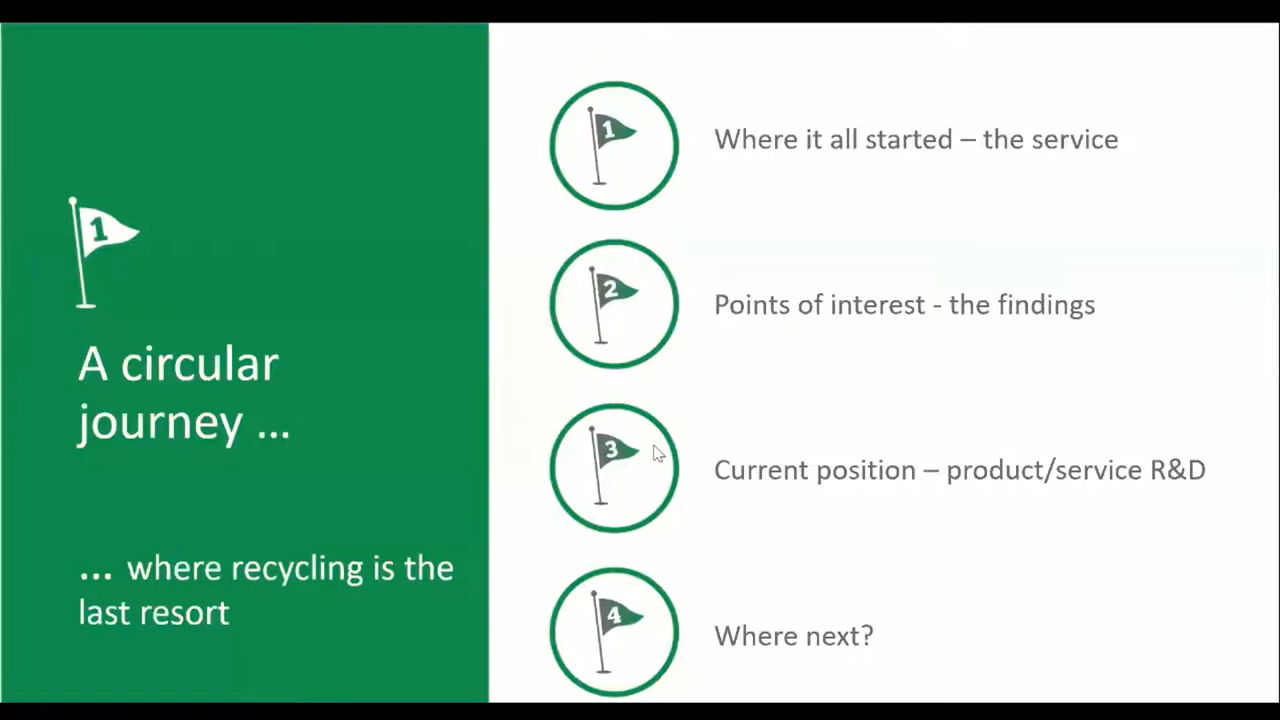 1
A circular
journey ...
... where recycling is the
last resort
1
Where it all started – the service
2
Points of interest - the findings
3
Current position – product/service R&D
4
Where next?